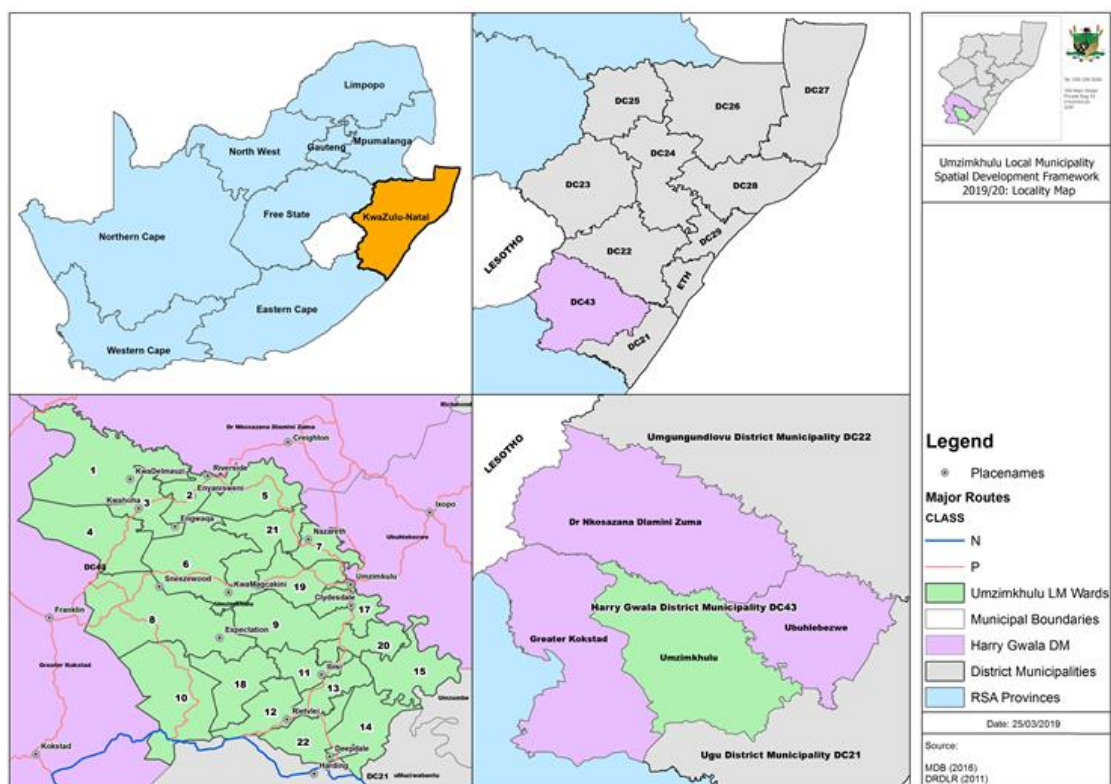 Limpopo
North West
Gauteng
Mpumalanga
Free State
KwaZulu-Natal
Northern Cape
Eastern Cape
Western Cape
DC25
DC26
DC27
DC24
DC23
DC28
LESOTHO
DC22
DC29
ETH
DC43
DC21
Umzimkhulu Local Municipality
Spatial Development Framework
2019/20: Locality Map
Dr Nkosazana Dlamini Zuma
Creighton
1
KwaDelmauzi
Riverside
2
Enyanisweni
5
Kwahoha
3
Ixopo
4
Engwaqa
21
Nazareth
7
Ubuhlebezwe
DC43
6
Sneezewood
KwaMagcakini
19
Umzimkulu
Clydesdale
17
Franklin
8
9
Expectation
20
Greater Kokstad
11
15
18
13
10
12
Rietvlei
14
Umzumbe
22
Deepdale
Kokstad
Harding
DC21
uMuziwabantu
LESOTHO
Umgungundlovu District Municipality DC22
Dr Nkosazana Dlamini Zuma
Harry Gwala District Municipality DC43
Ubuhlebezwe
Greater Kokstad
Umzimkhulu
Ugu District Municipality DC21
Legend
Placenames
Major Routes
CLASS
N
P
Umzimkhulu LM Wards
Municipal Boundaries
Harry Gwala DM
District Municipalities
RSA Provinces
Date: 25/03/2019
Source:
MDB (2016)
DRDLR (2011)